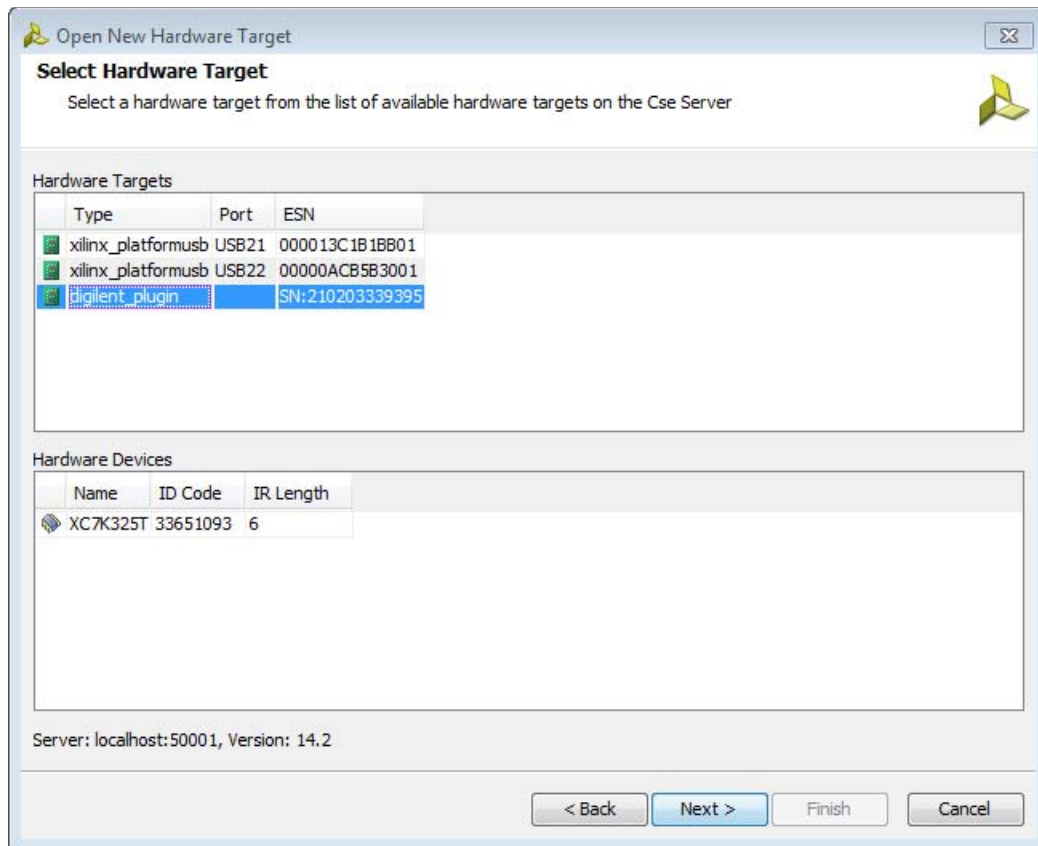 Open New Hardware Target
Select Hardware Target
Select a hardware target from the list of available hardware targets on the Cse Server
Hardware Targets
Type Port ESN
xilinx_platformusb USB21 000013C1B1BB01
xilinx_platformusb USB22 00000ACB5B3001
digilent_plugin SN:210203339395
Hardware Devices
Name ID Code IR Length
XC7K325T 33651093 6
Server: localhost:50001, Version: 14.2
< Back Next > Finish Cancel